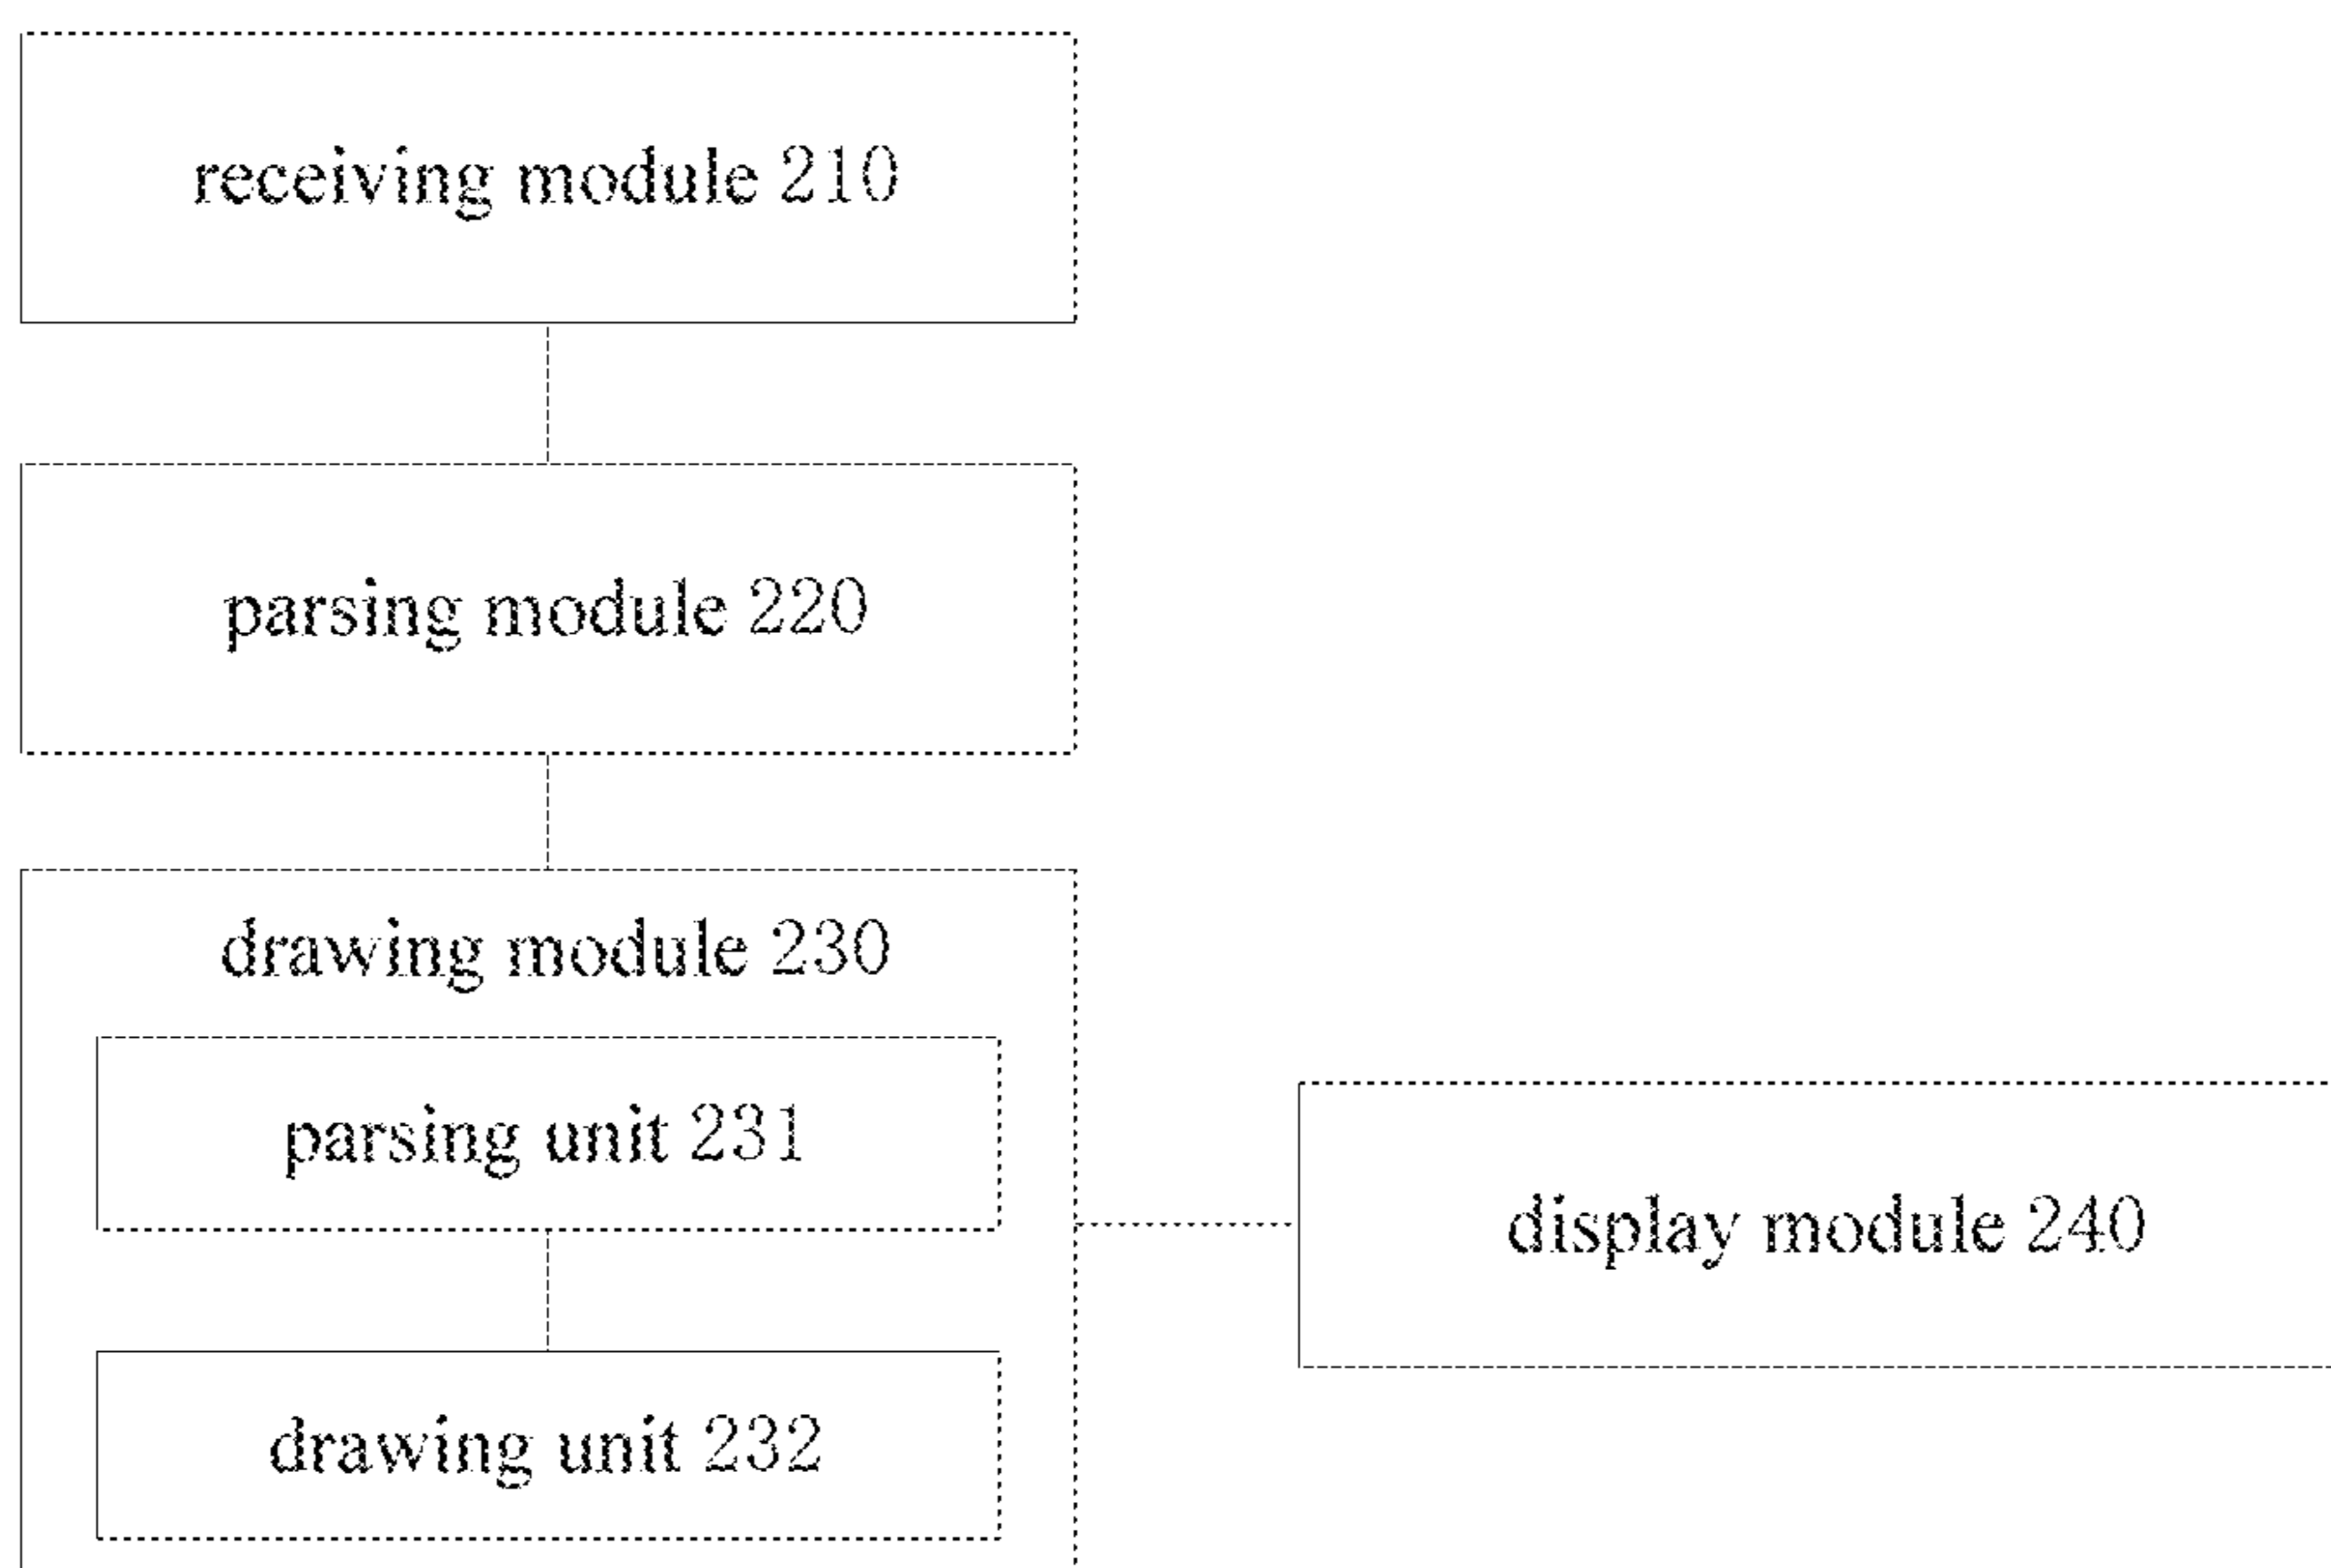 receiving module 210
parsing module 220
drawing module 230
parsing unit 231
drawing unit 232
display module 240